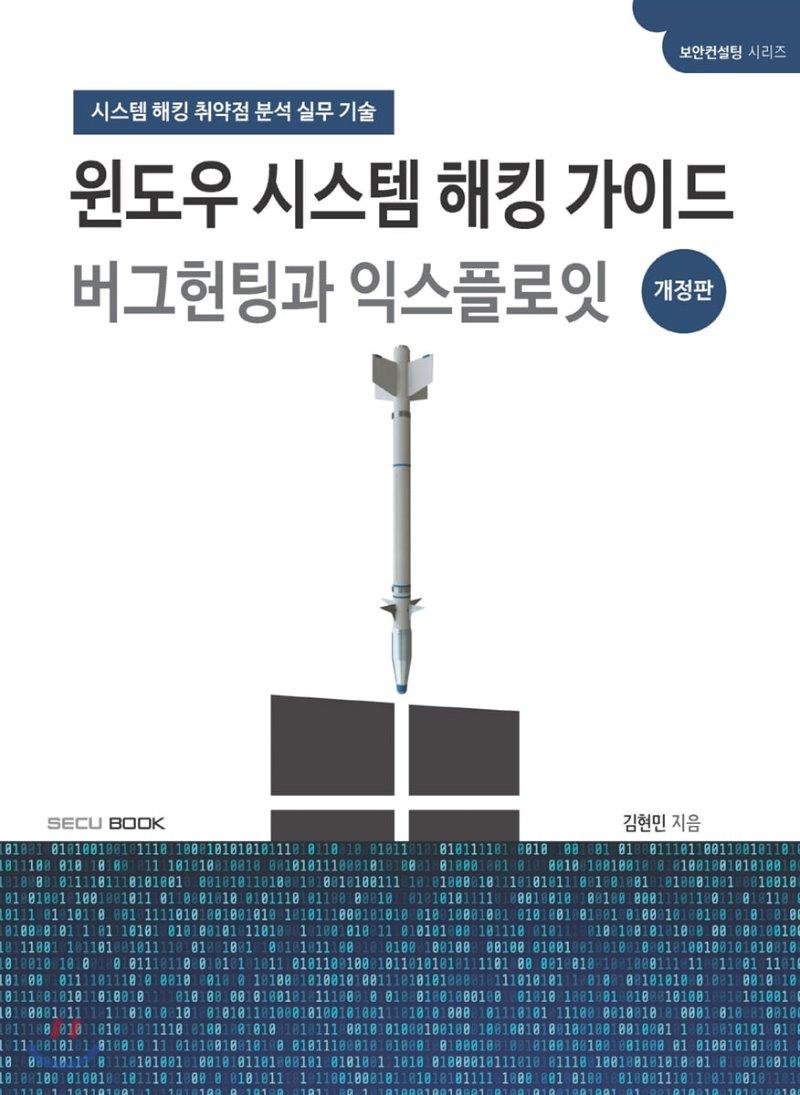 보안컨설팅 시리즈
시스템 해킹 취약점 분석 실무 기술
윈도우 시스템 해킹 가이드
버그헌팅과 익스플로잇
개정판
SECU BOOK
김현민 지음